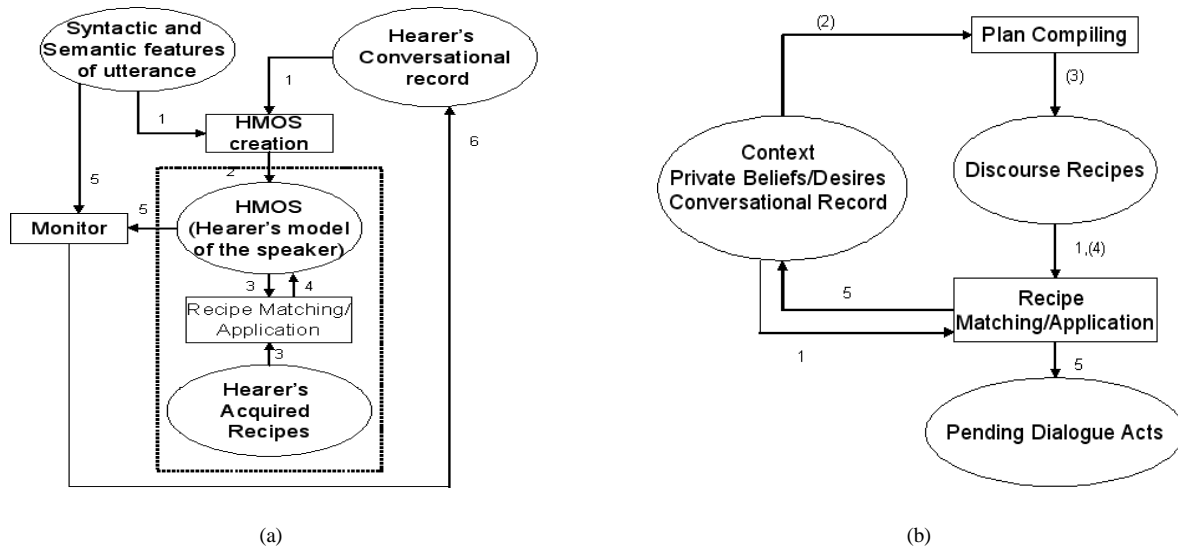 Syntactic and
Semantic features
of utterance
Hearer's
Conversational
record
1
1
HMOS
creation
6
2
5
5
Monitor
HMOS
(Hearer's model
of the speaker)
3
4
Recipe Matching/
Application
3
Hearer's
Acquired
Recipes
(a)
(2)
Plan Compiling
(3)
Context
Private Beliefs/Desires
Conversational Record
Discourse Recipes
1,(4)
5
Recipe
Matching/Application
1
5
Pending Dialogue Acts
(b)